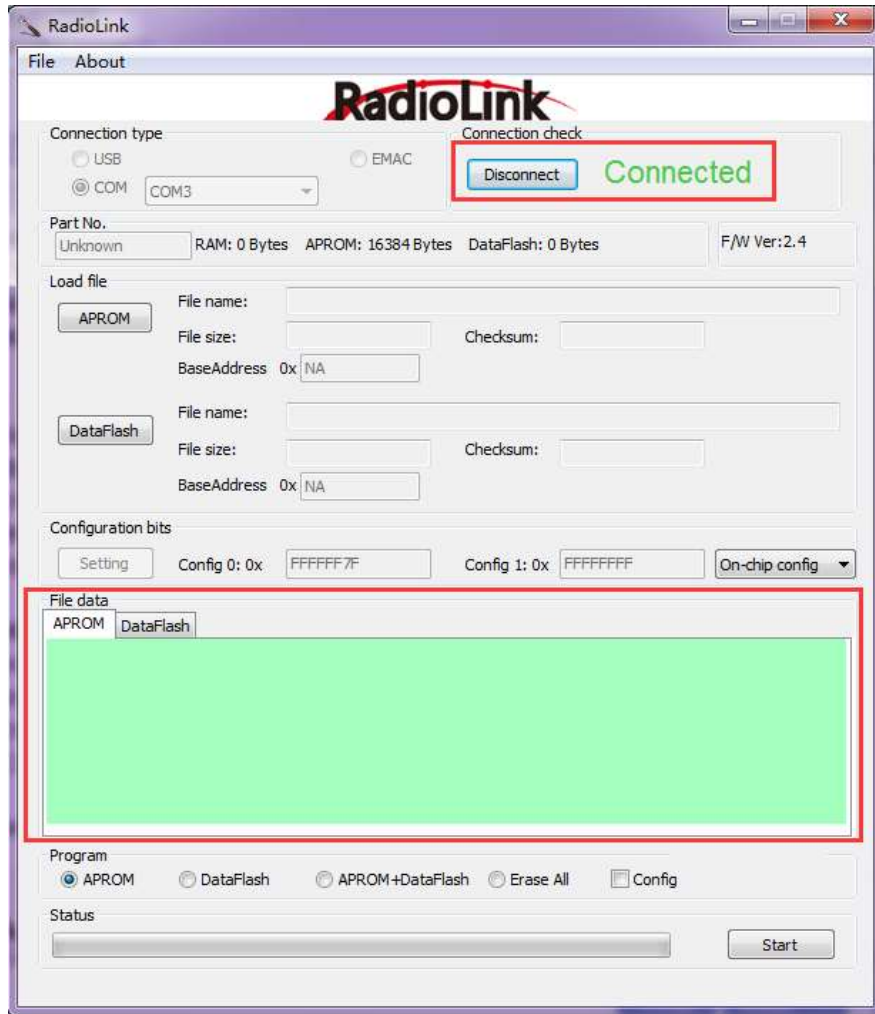 RadioLink
File About
RadioLink
Connection type
Connection check
USB
EMAC
COM
COM3
Disconnect
Connected
Part No.
Unknown
RAM: 0 Bytes APROM: 16384 Bytes DataFlash: 0 Bytes
F/W Ver:2.4
Load file
APROM
File name:
File size:
Checksum:
BaseAddress 0x NA
DataFlash
File name:
File size:
Checksum:
BaseAddress 0x NA
Configuration bits
Setting
Config 0: 0x FFFFFF7F
Config 1: 0x FFFFFFFF
On-chip config
File data
APROM DataFlash
Program
APROM DataFlash APROM+DataFlash Erase All Config
Status
Start